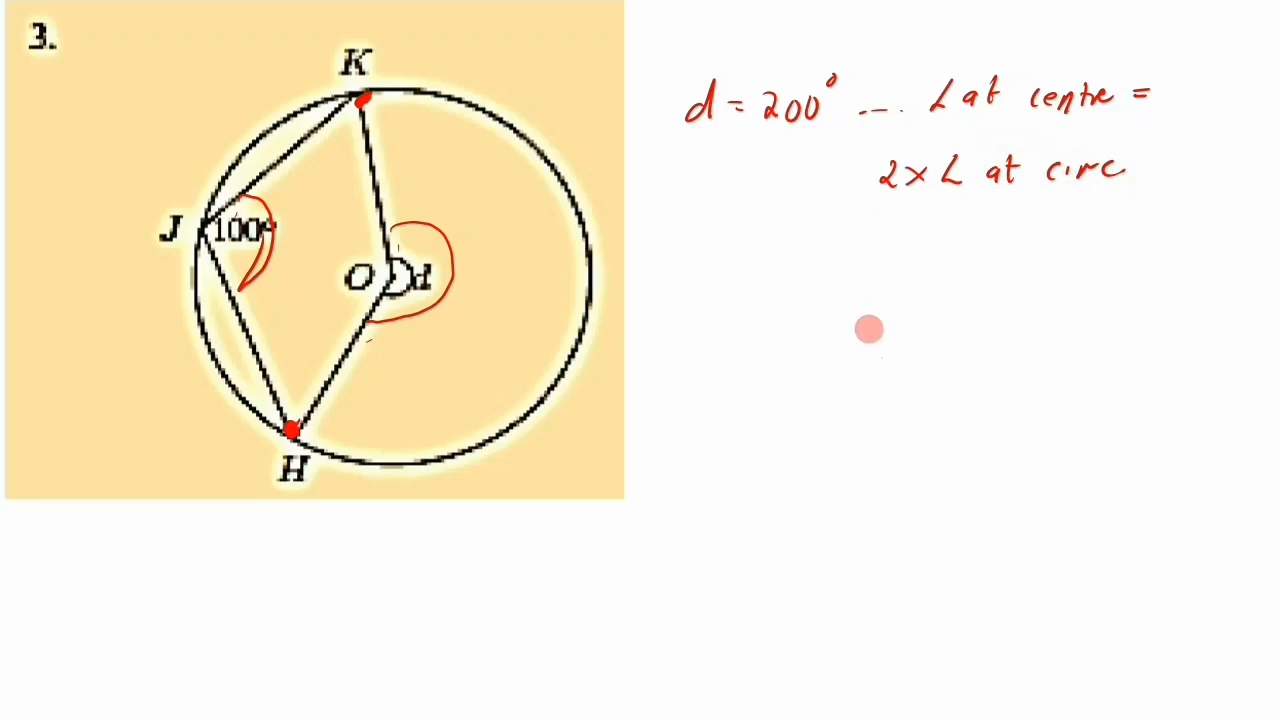 3.
K
J
100°
O
d
H
d = 200° ... ∠ at centre =
2 × ∠ at circ